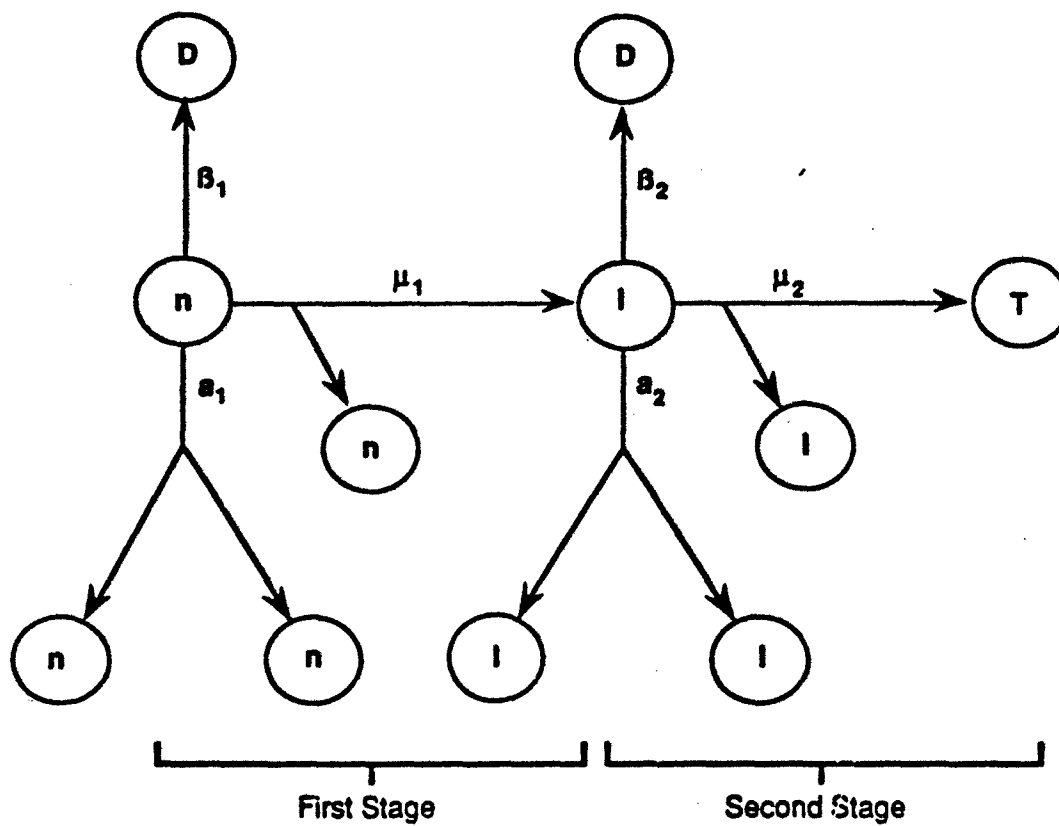 D D
β₁ β₂
n μ₁ I μ₂ T
a₁ a₂
n I
n n I I
First Stage Second Stage